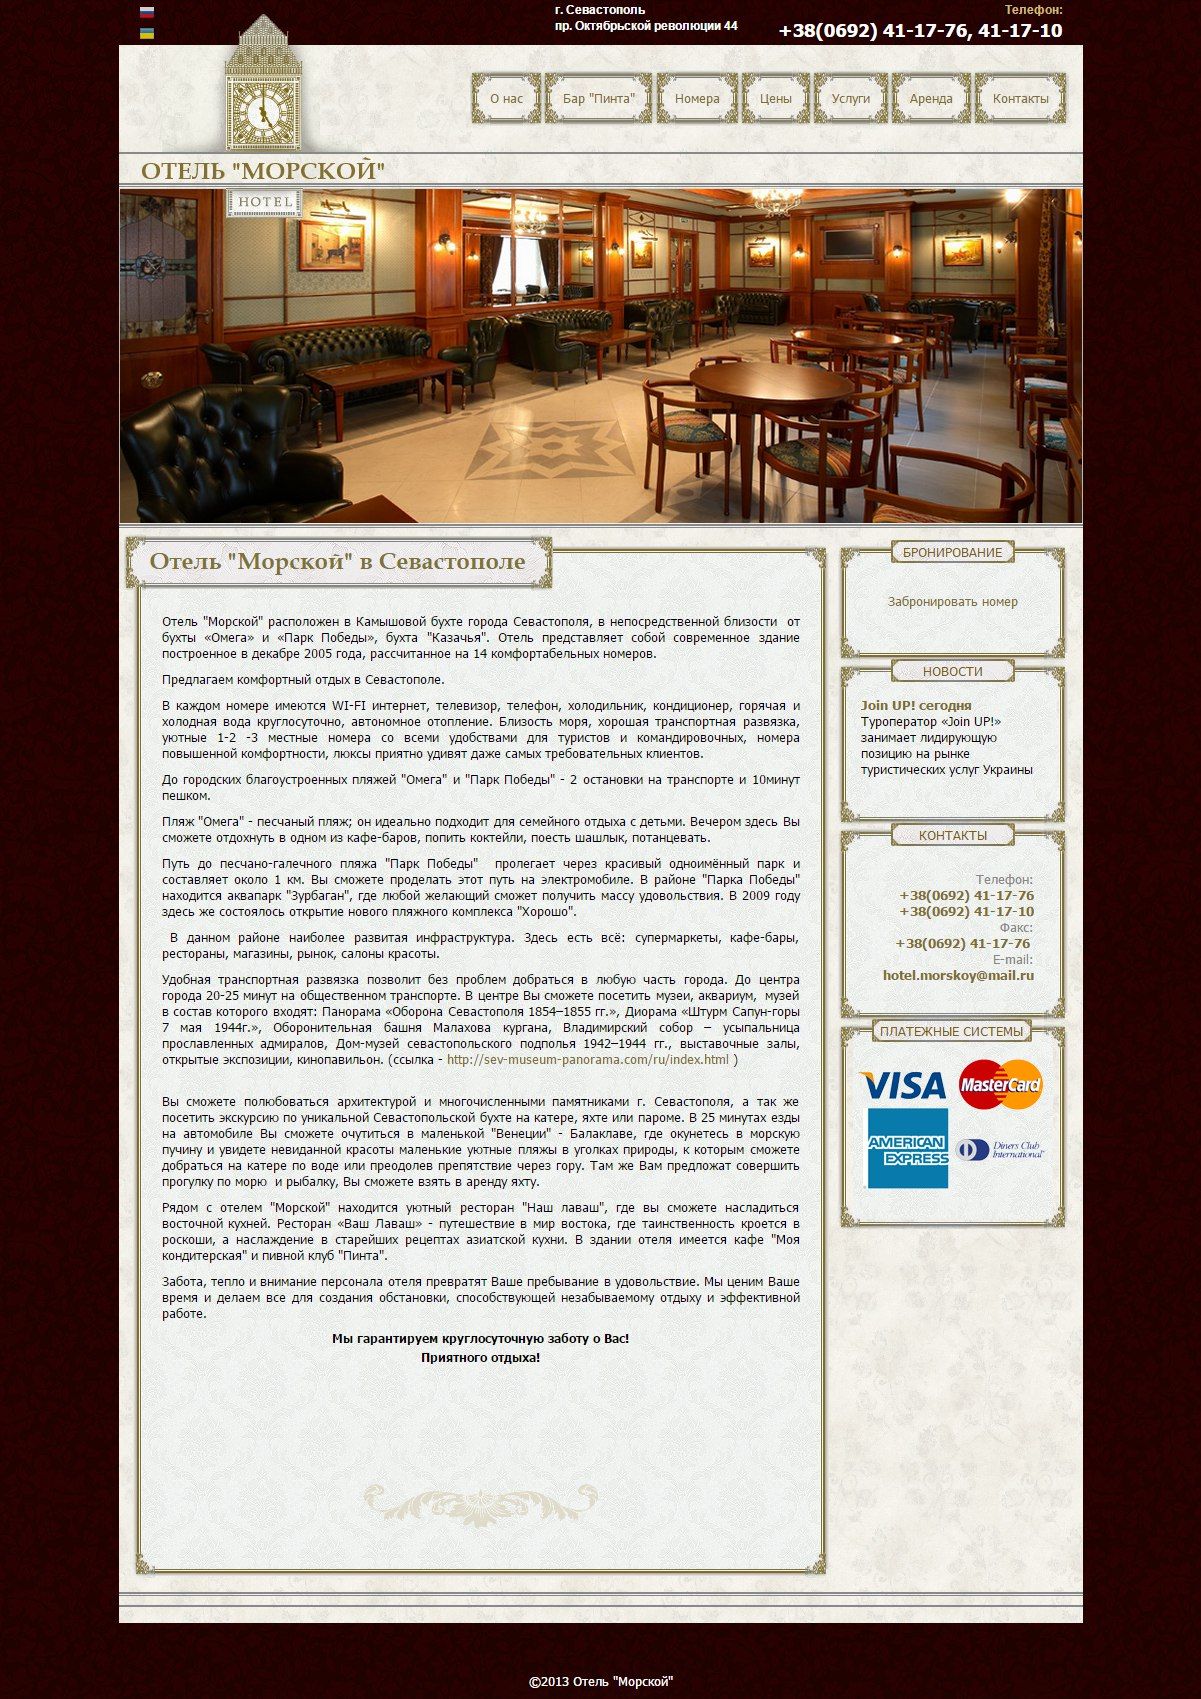 г. Севастополь
пр. Октябрьской революции 44
Телефон:
+38(0692) 41-17-76, 41-17-10
О нас
Бар "Пинта"
Номера
Цены
Услуги
Аренда
Контакты
ОТЕЛЬ "МОРСКОЙ"
HOTEL
Отель "Морской" в Севастополе
Отель "Морской" расположен в Камышовой бухте города Севастополя, в непосредственной близости от
бухты «Омега» и «Парк Победы», бухта "Казачья". Отель представляет собой современное здание
построенное в декабре 2005 года, рассчитанное на 14 комфортабельных номеров.
Предлагаем комфортный отдых в Севастополе.
В каждом номере имеются WI-FI интернет, телевизор, телефон, холодильник, кондиционер, горячая и
холодная вода круглосуточно, автономное отопление. Близость моря, хорошая транспортная развязка,
уютные 1-2 -3 местные номера со всеми удобствами для туристов и командировочных, номера
повышенной комфортности, люксы приятно удивят даже самых требовательных клиентов.
До городских благоустроенных пляжей "Омега" и "Парк Победы" - 2 остановки на транспорте и 10минут
пешком.
Пляж "Омега" - песчаный пляж; он идеально подходит для семейного отдыха с детьми. Вечером здесь Вы
сможете отдохнуть в одном из кафе-баров, попить коктейли, поесть шашлык, потанцевать.
Путь до песчано-галечного пляжа "Парк Победы" пролегает через красивый одноимённый парк и
составляет около 1 км. Вы сможете проделать этот путь на электромобиле. В районе "Парка Победы"
находится аквапарк "Зурбаган", где любой желающий сможет получить массу удовольствия. В 2009 году
здесь же состоялось открытие нового пляжного комплекса "Хорошо".
В данном районе наиболее развитая инфраструктура. Здесь есть всё: супермаркеты, кафе-бары,
рестораны, магазины, рынок, салоны красоты.
Удобная транспортная развязка позволит без проблем добраться в любую часть города. До центра
города 20-25 минут на общественном транспорте. В центре Вы сможете посетить музеи, аквариум, музей
в состав которого входят: Панорама «Оборона Севастополя 1854–1855 гг.», Диорама «Штурм Сапун-горы
7 мая 1944г.», Оборонительная башня Малахова кургана, Владимирский собор – усыпальница
прославленных адмиралов, Дом-музей севастопольского подполья 1942–1944 гг., выставочные залы,
открытые экспозиции, кинопавильон. (ссылка - http://sev-museum-panorama.com/ru/index.html )
Вы сможете полюбоваться архитектурой и многочисленными памятниками г. Севастополя, а так же
посетить экскурсию по уникальной Севастопольской бухте на катере, яхте или пароме. В 25 минутах езды
на автомобиле Вы сможете очутиться в маленькой "Венеции" - Балаклаве, где окунетесь в морскую
пучину и увидете невиданной красоты маленькие уютные пляжы в уголках природы, к которым сможете
добраться на катере по воде или преодолев препятствие через гору. Там же Вам предложат совершить
прогулку по морю и рыбалку, Вы сможете взять в аренду яхту.
Рядом с отелем "Морской" находится уютный ресторан "Наш лаваш", где вы сможете насладиться
восточной кухней. Ресторан «Ваш Лаваш» - путешествие в мир востока, где таинственность кроется в
роскоши, а наслаждение в старейших рецептах азиатской кухни. В здании отеля имеется кафе "Моя
кондитерская" и пивной клуб "Пинта".
Забота, тепло и внимание персонала отеля превратят Ваше пребывание в удовольствие. Мы ценим Ваше
время и делаем все для создания обстановки, способствующей незабываемому отдыху и эффективной
работе.
Мы гарантируем круглосуточную заботу о Вас!
Приятного отдыха!
БРОНИРОВАНИЕ
Забронировать номер
НОВОСТИ
Join UP! сегодня
Туроператор «Join UP!»
занимает лидирующую
позицию на рынке
туристических услуг Украины
КОНТАКТЫ
Телефон:
+38(0692) 41-17-76
+38(0692) 41-17-10
Факс:
+38(0692) 41-17-76
E-mail:
hotel.morskoy@mail.ru
ПЛАТЕЖНЫЕ СИСТЕМЫ
VISA
MasterCard
AMERICAN
EXPRESS
Diners Club
International
©2013 Отель "Морской"